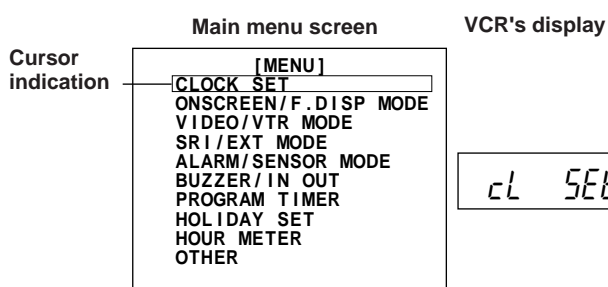 Main menu screen
VCR's display
Cursor
indication
[MENU]
CLOCK SET
ONSCREEN/F.DISP MODE
VIDEO/VTR MODE
SRI/EXT MODE
ALARM/SENSOR MODE
BUZZER/IN OUT
PROGRAM TIMER
HOLIDAY SET
HOUR METER
OTHER
cL SEt